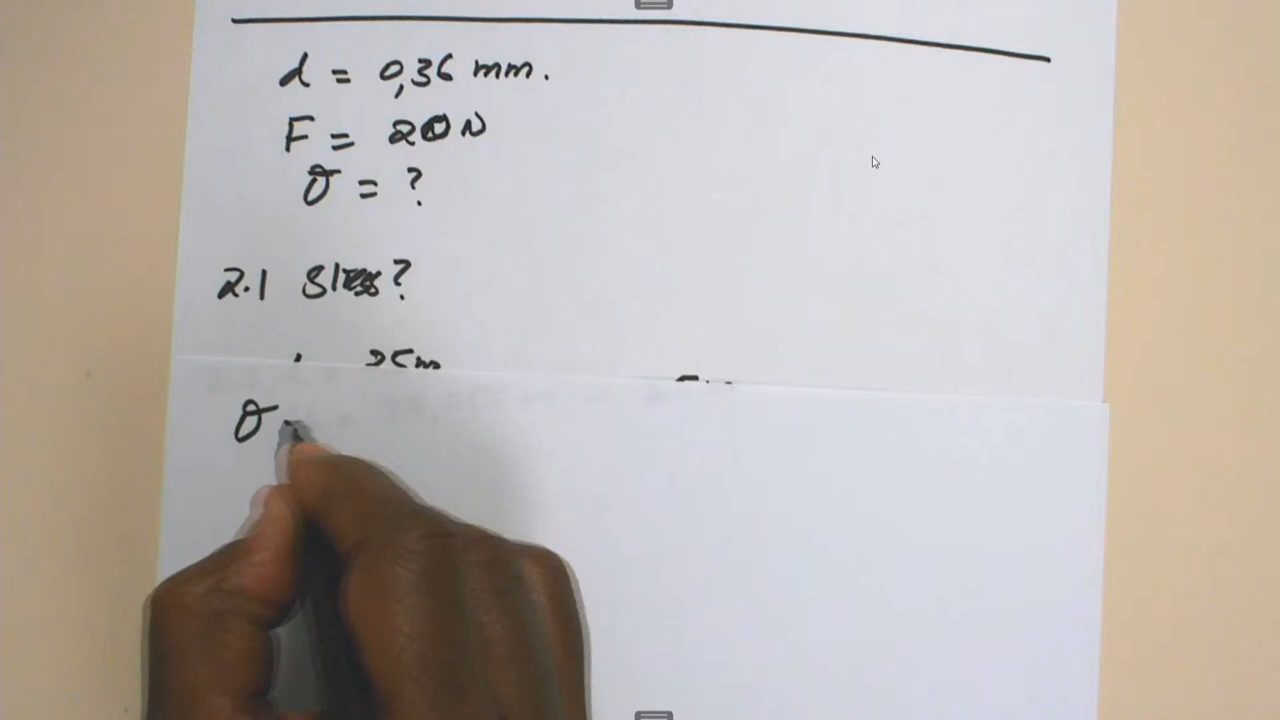 d = 0,36 mm.
F = 20 N
σ = ?
2.1 Stress?
σ